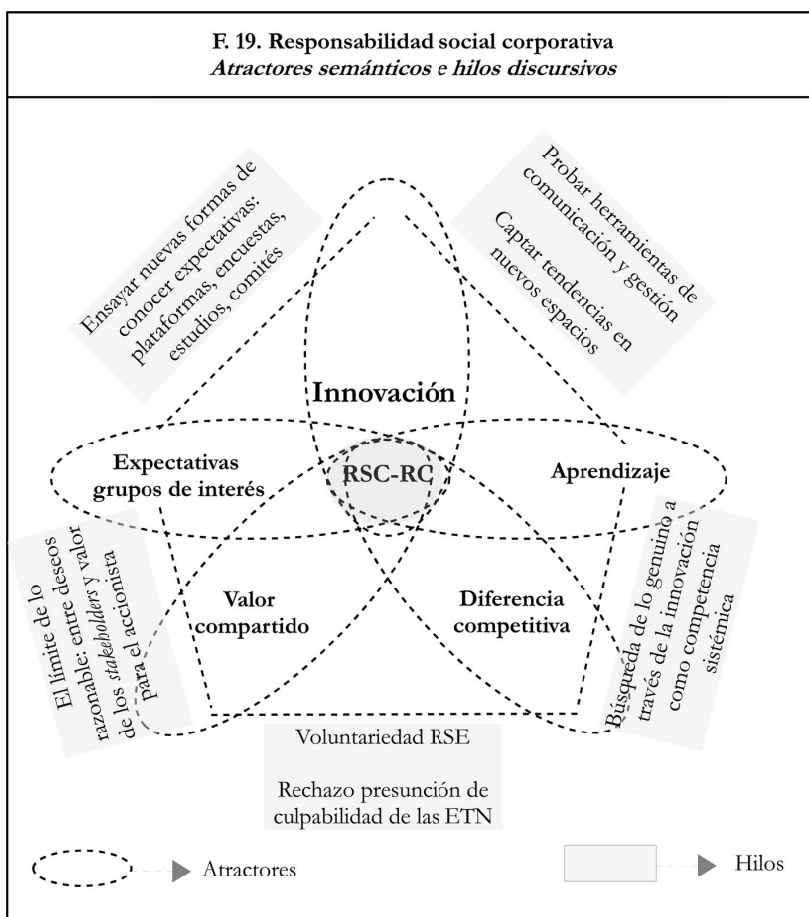 F. 19. Responsabilidad social corporativa
Atractores semánticos e hilos discursivos
Ensayar nuevas formas de
conocer expectativas:
plataformas, encuestas,
estudios, comités
Probar herramientas de
comunicación y gestión
Captar tendencias en
nuevos espacios
Innovación
Expectativas
grupos de interés
RSC-RC
Aprendizaje
El límite de lo
razonable: entre deseos
de los stakeholders y valor
para el accionista
Valor
compartido
Diferencia
competitiva
Búsquéda de lo genuino a
través de la innovación
como competencia
sistémica
Voluntariedad RSE
Rechazo presunción de
culpabilidad de las ETN
Atractores
Hilos